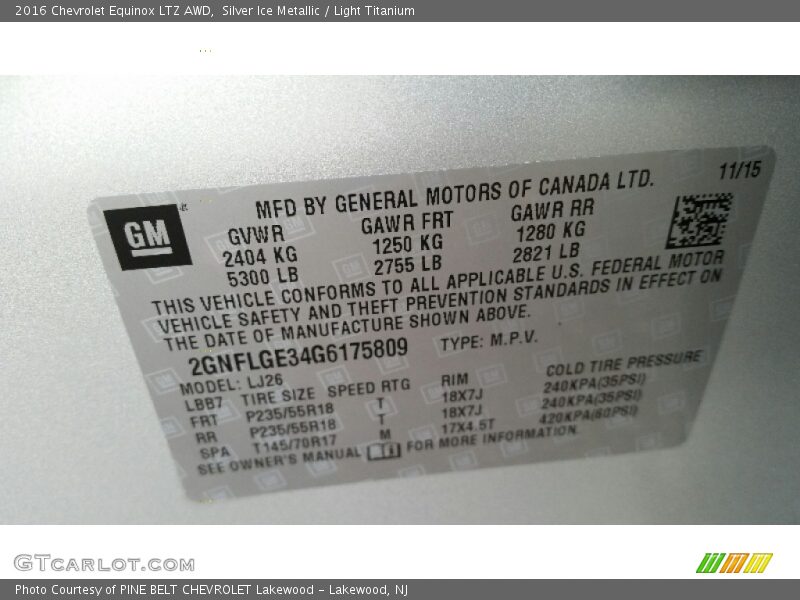 2016 Chevrolet Equinox LTZ AWD,  Silver Ice Metallic / Light Titanium
11/15
GM
MFD BY GENERAL MOTORS OF CANADA LTD.
GVWR GAWR FRT GAWR RR
2404 KG 1250 KG 1280 KG
5300 LB 2755 LB 2821 LB
THIS VEHICLE CONFORMS TO ALL APPLICABLE U.S. FEDERAL MOTOR
VEHICLE SAFETY AND THEFT PREVENTION STANDARDS IN EFFECT ON
THE DATE OF MANUFACTURE SHOWN ABOVE.
2GNFLGE34G6175809 TYPE: M.P.V.
MODEL: LJ26
LBB7 TIRE SIZE SPEED RTG RIM COLD TIRE PRESSURE
FRT P235/55R18 T 18X7J 240KPA(35PSI)
RR P235/55R18 T 18X7J 240KPA(35PSI)
SPA T145/70R17 M 17X4.5T 420KPA(60PSI)
SEE OWNER'S MANUAL FOR MORE INFORMATION
GTCARLOT.COM
Photo Courtesy of PINE BELT CHEVROLET Lakewood - Lakewood, NJ